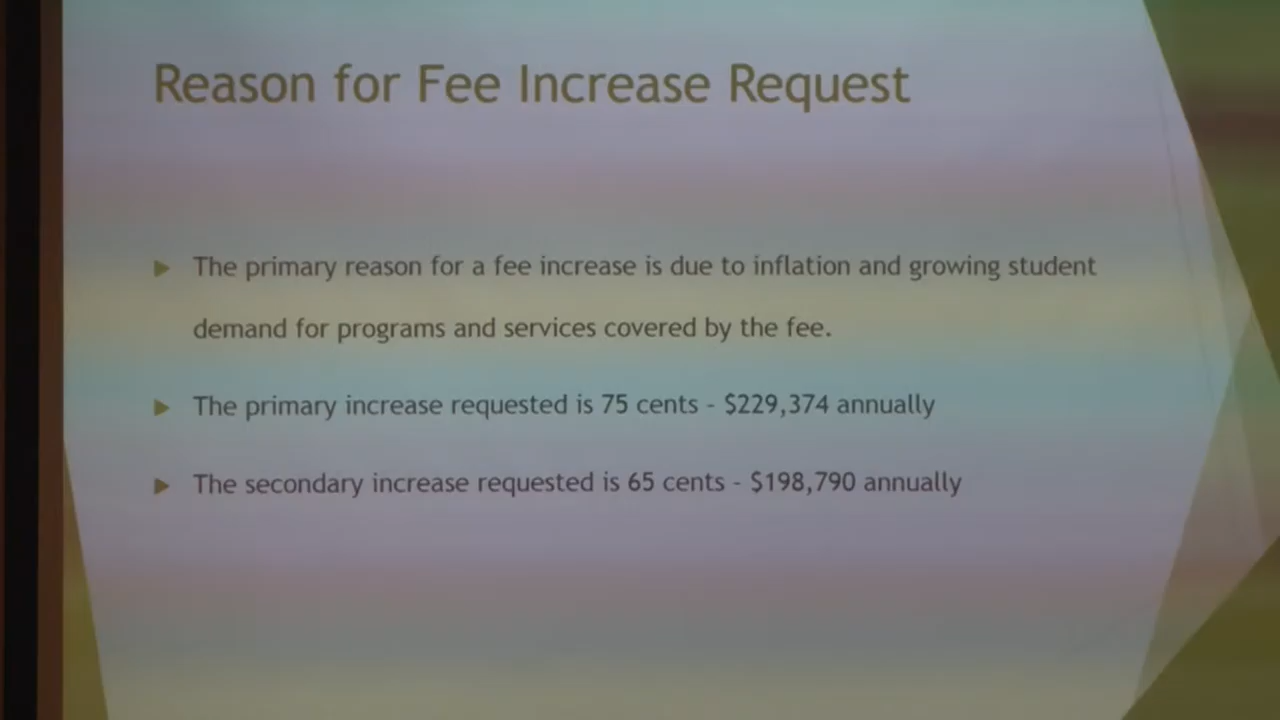 Reason for Fee Increase Request
The primary reason for a fee increase is due to inflation and growing student
demand for programs and services covered by the fee.
The primary increase requested is 75 cents - $229,374 annually
The secondary increase requested is 65 cents - $198,790 annually